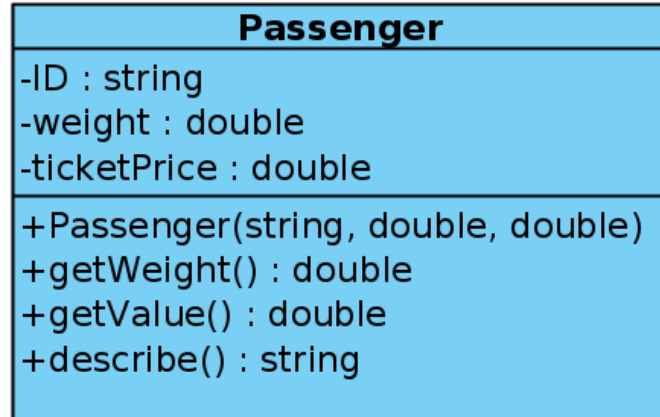 Passenger
-ID : string
-weight : double
-ticketPrice : double
+Passenger(string, double, double)
+getWeight() : double
+getValue() : double
+describe() : string